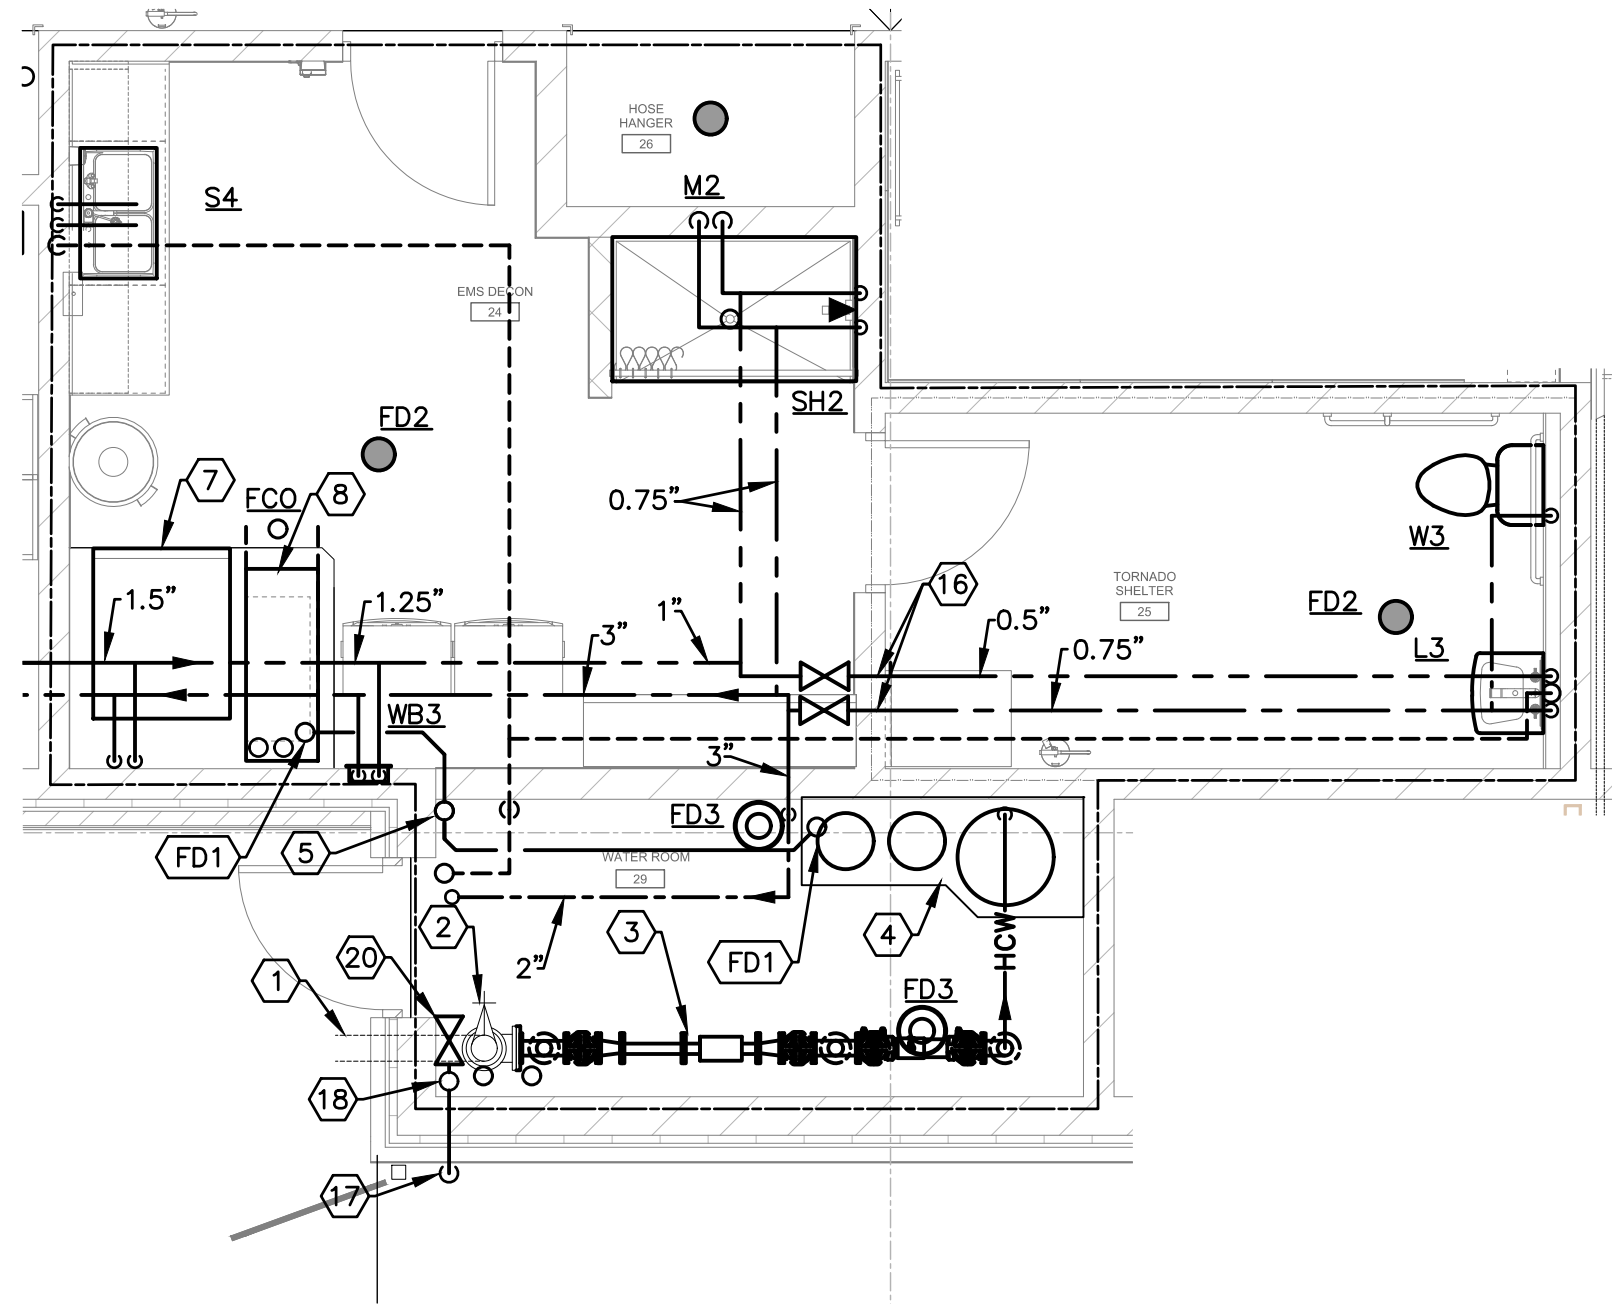 HOSE
HANGER
26
M2
S4
EMS DECON
24
SH2
FD2
7
FCO
8
0.75”
W3
TORNADO
SHELTER
25
16
FD2
1.5”
1.25”
1”
3”
0.5”
0.75”
L3
WB3
3”
FD3
FD1
5
WATER ROOM
29
2
3
4
HCW
20
1
2”
FD1
FD3
18
17